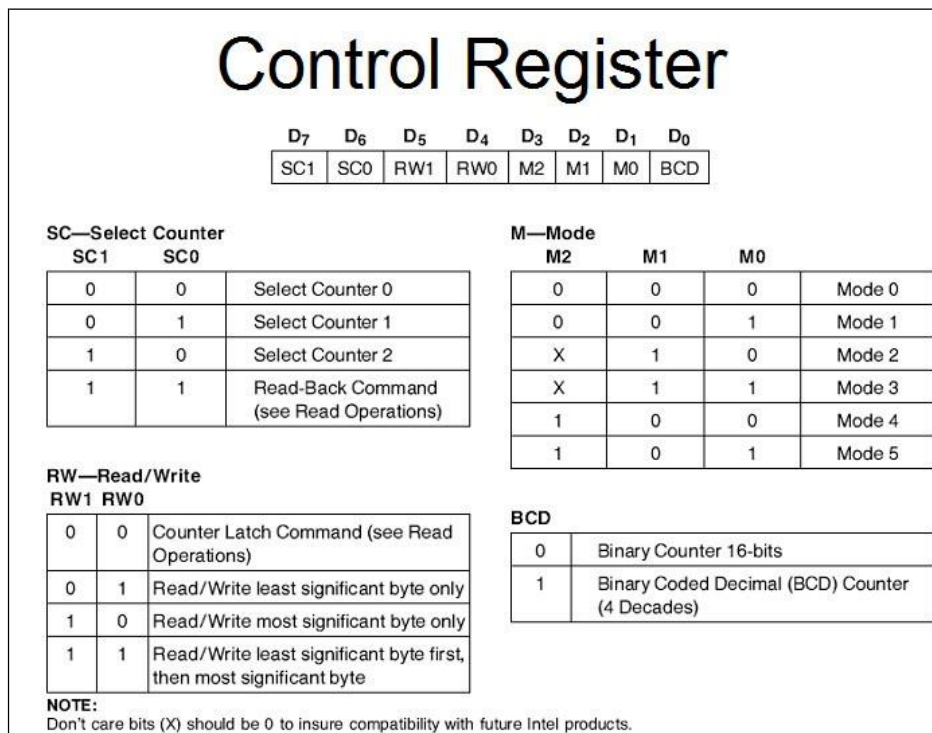 Control Register
D7 D6 D5 D4 D3 D2 D1 D0
SC1 SC0 RW1 RW0 M2 M1 M0 BCD
SC—Select Counter
SC1 SC0
0 0 Select Counter 0
0 1 Select Counter 1
1 0 Select Counter 2
1 1 Read-Back Command
(see Read Operations)
RW—Read/Write
RW1 RW0
0 0 Counter Latch Command (see Read
Operations)
0 1 Read/Write least significant byte only
1 0 Read/Write most significant byte only
1 1 Read/Write least significant byte first,
then most significant byte
M—Mode
M2 M1 M0
0 0 0 Mode 0
0 0 1 Mode 1
X 1 0 Mode 2
X 1 1 Mode 3
1 0 0 Mode 4
1 0 1 Mode 5
BCD
0 Binary Counter 16-bits
1 Binary Coded Decimal (BCD) Counter
(4 Decades)
NOTE:
Don't care bits (X) should be 0 to insure compatibility with future Intel products.